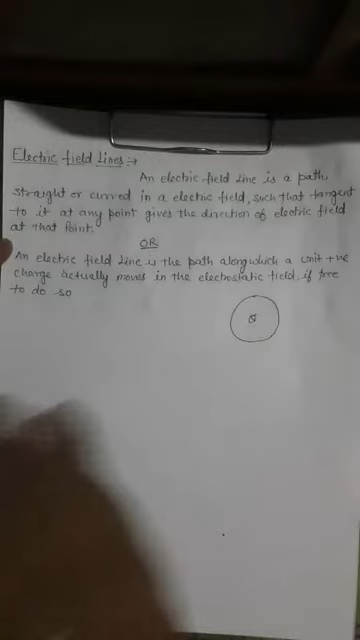 Electric field Lines :→
An electric field Line is a path,
straight or curved in a electric field, such that tangent
to it at any point gives the direction of electric field
at that Point.
OR
An electric field Line is the path along which a unit +ve
charge actually moves in the electrostatic field, if free
to do so